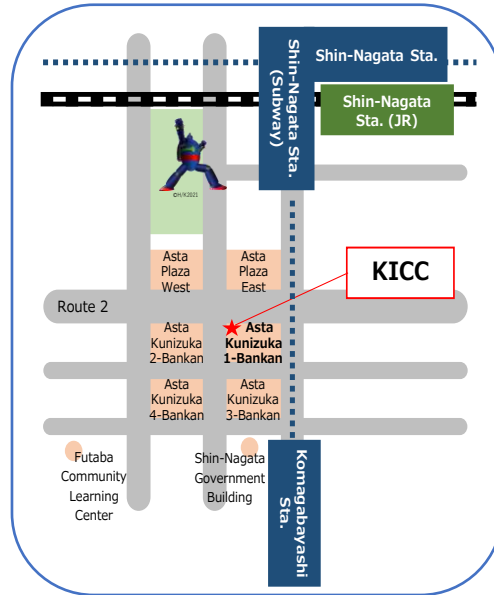 Shin-Nagata Sta.
Shin-Nagata Sta.
(Subway)
Shin-Nagata
Sta. (JR)
©H/K2021
Asta
Plaza
West
Asta
Plaza
East
KICC
Route 2
Asta
Kunizuka
2-Bankan
Asta
Kunizuka
1-Bankan
Asta
Kunizuka
4-Bankan
Asta
Kunizuka
3-Bankan
Futaba
Community
Learning
Center
Shin-Nagata
Government
Building
Komagabayashi
Sta.